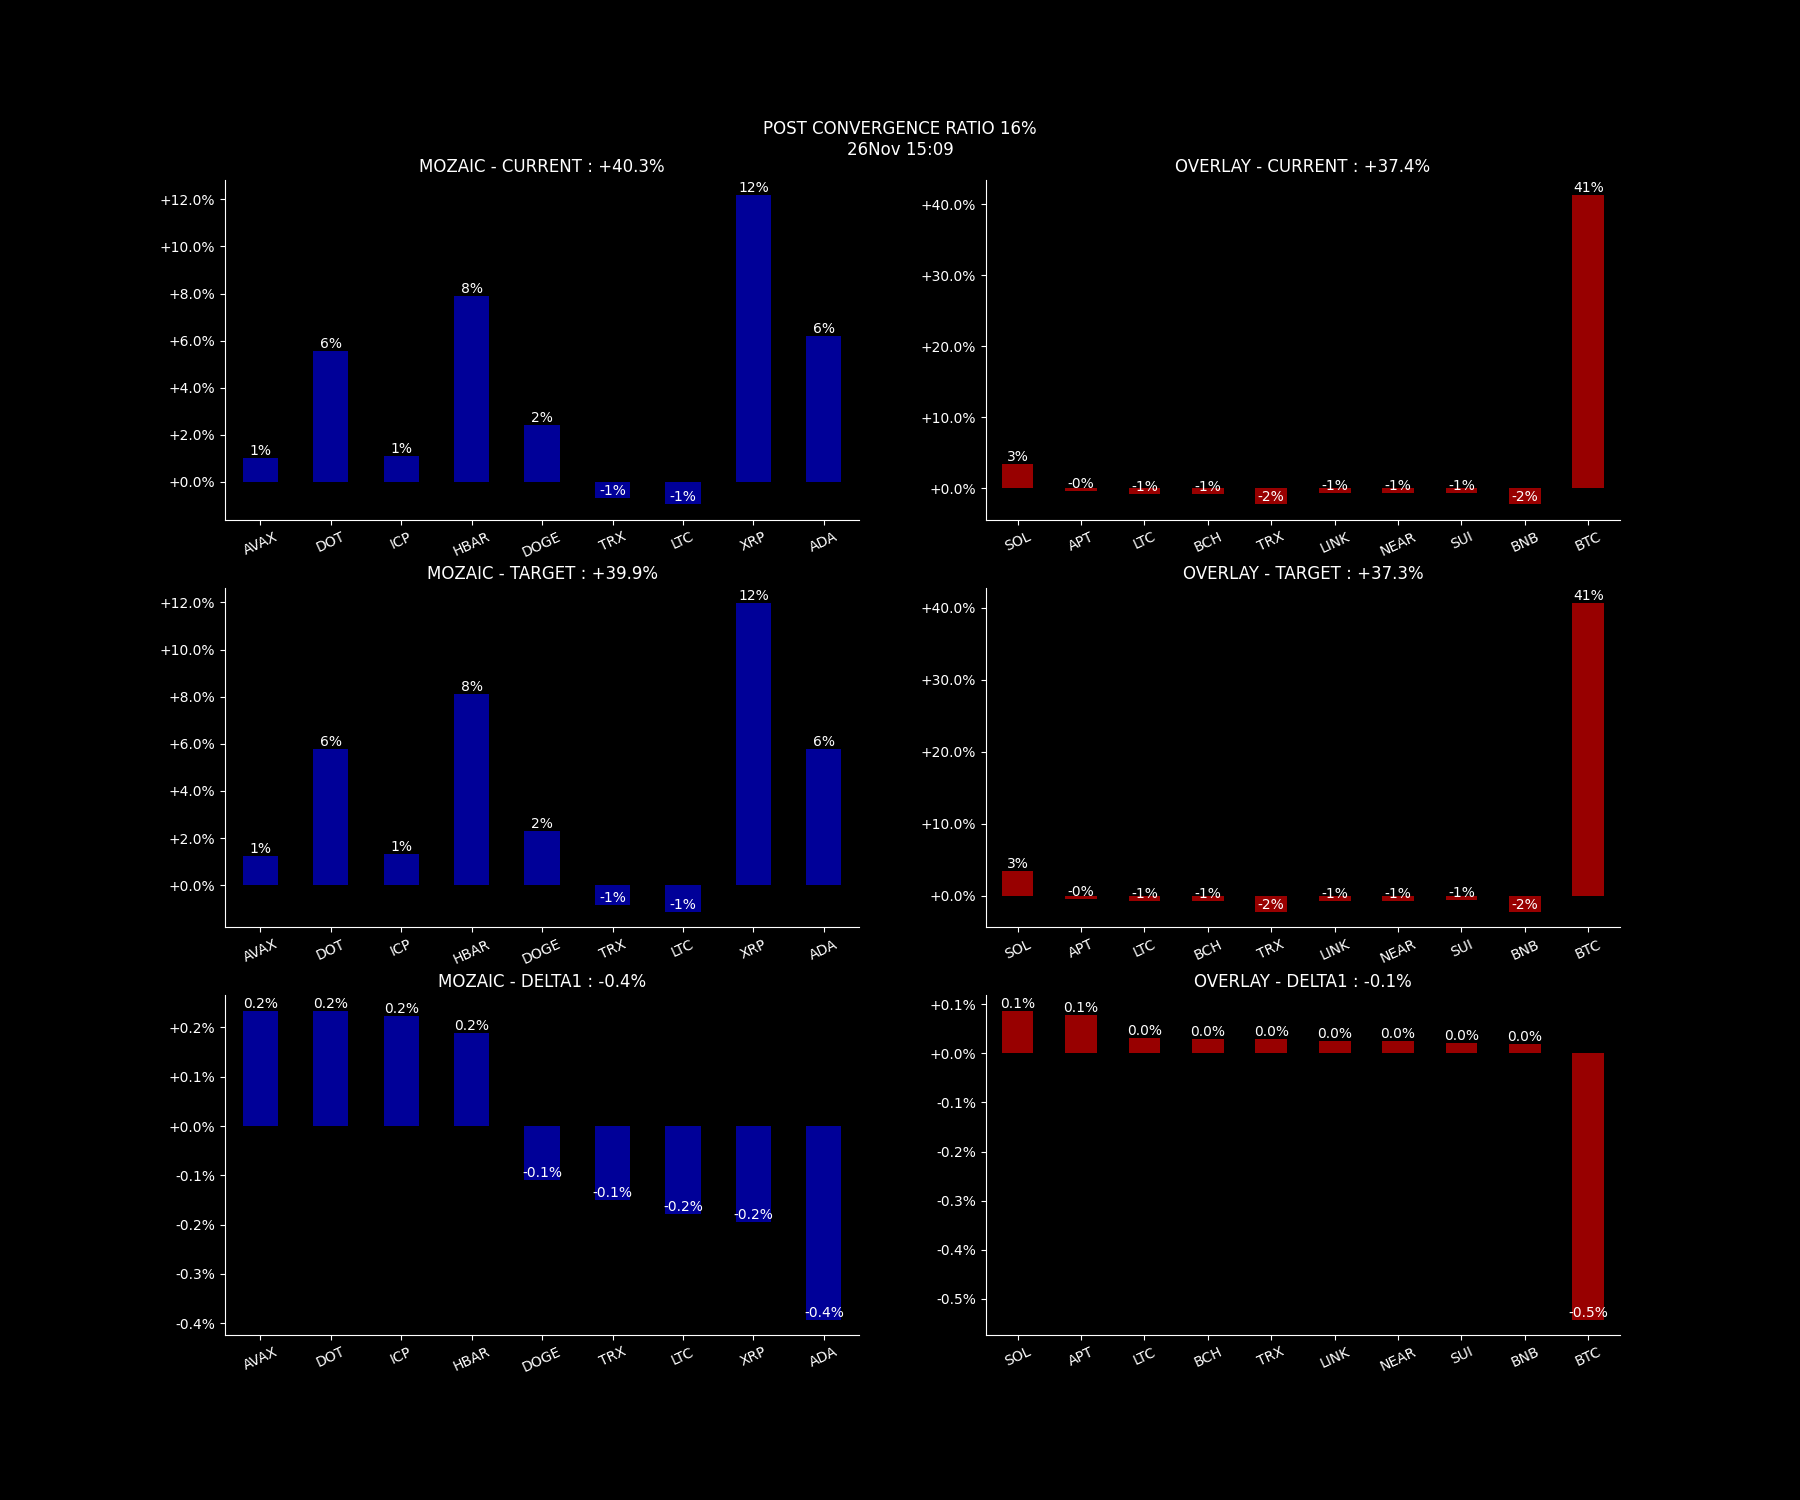 POST CONVERGENCE RATIO 16%
26Nov 15:09
MOZAIC - CURRENT : +40.3%
+12.0%
+10.0%
+8.0%
+6.0%
+4.0%
+2.0%
+0.0%
1%
6%
1%
8%
2%
-1%
-1%
12%
6%
AVAX
DOT
ICP
HBAR
DOGE
TRX
LTC
XRP
ADA
OVERLAY - CURRENT : +37.4%
+40.0%
+30.0%
+20.0%
+10.0%
+0.0%
3%
-0%
-1%
-1%
-2%
-1%
-1%
-1%
-2%
41%
SOL
APT
LTC
BCH
TRX
LINK
NEAR
SUI
BNB
BTC
MOZAIC - TARGET : +39.9%
+12.0%
+10.0%
+8.0%
+6.0%
+4.0%
+2.0%
+0.0%
1%
6%
1%
8%
2%
-1%
-1%
12%
6%
AVAX
DOT
ICP
HBAR
DOGE
TRX
LTC
XRP
ADA
OVERLAY - TARGET : +37.3%
+40.0%
+30.0%
+20.0%
+10.0%
+0.0%
3%
-0%
-1%
-1%
-2%
-1%
-1%
-1%
-2%
41%
SOL
APT
LTC
BCH
TRX
LINK
NEAR
SUI
BNB
BTC
MOZAIC - DELTA1 : -0.4%
+0.2%
+0.1%
+0.0%
-0.1%
-0.2%
-0.3%
-0.4%
0.2%
0.2%
0.2%
0.2%
-0.1%
-0.1%
-0.2%
-0.2%
-0.4%
AVAX
DOT
ICP
HBAR
DOGE
TRX
LTC
XRP
ADA
OVERLAY - DELTA1 : -0.1%
+0.1%
+0.0%
-0.1%
-0.2%
-0.3%
-0.4%
-0.5%
0.1%
0.1%
0.0%
0.0%
0.0%
0.0%
0.0%
0.0%
0.0%
-0.5%
SOL
APT
LTC
BCH
TRX
LINK
NEAR
SUI
BNB
BTC